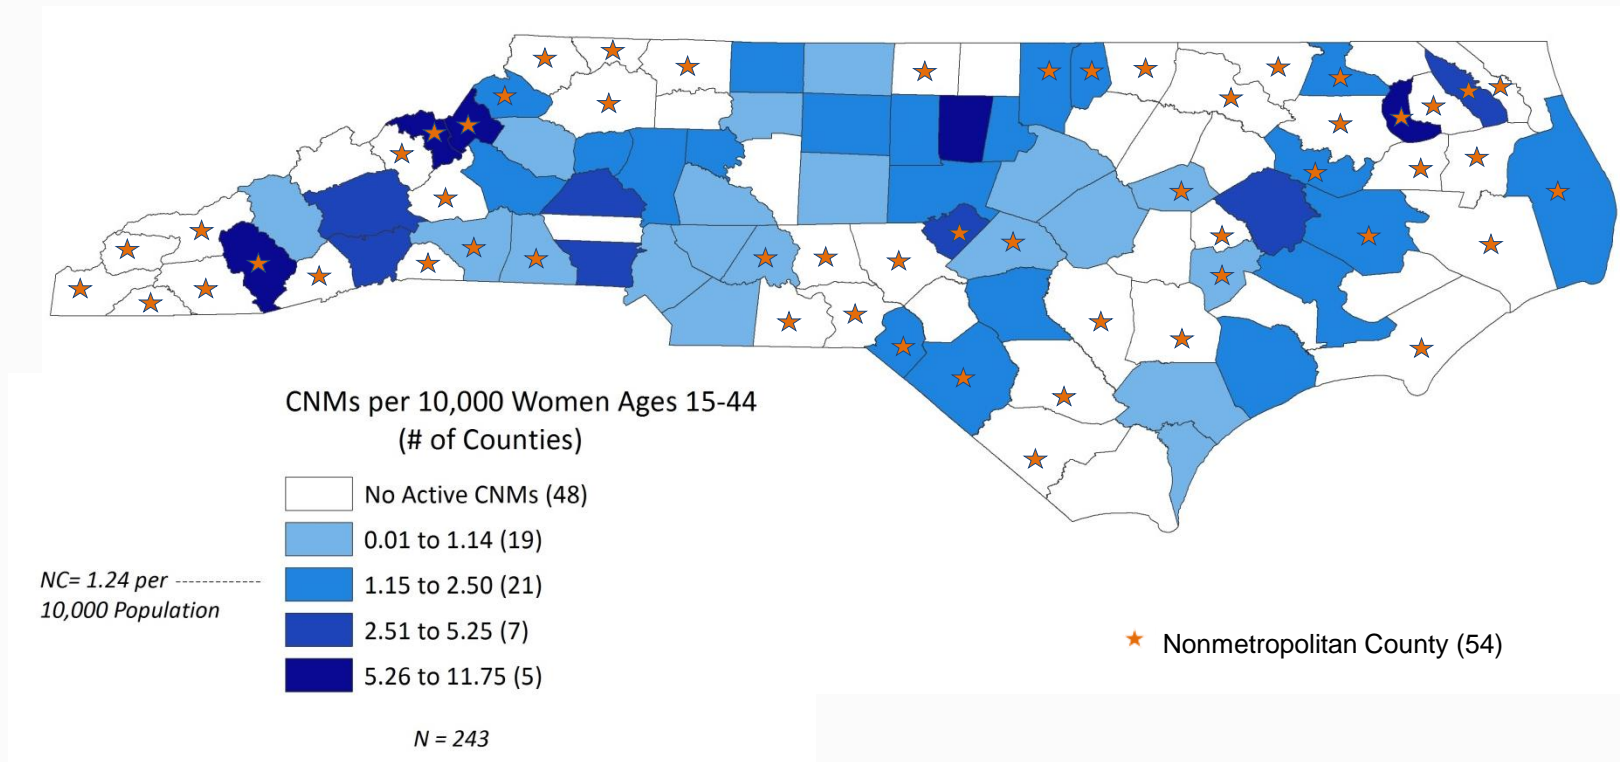 CNMs per 10,000 Women Ages 15-44
(# of Counties)
No Active CNMs (48)
0.01 to 1.14 (19)
NC= 1.24 per ----------
10,000 Population
1.15 to 2.50 (21)
2.51 to 5.25 (7)
5.26 to 11.75 (5)
Nonmetropolitan County (54)
N = 243